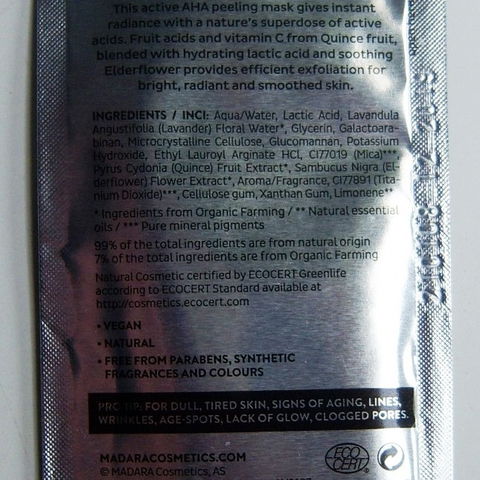 This active AHA peeling mask gives instant
radiance with a nature's superdose of active
acids. Fruit acids and vitamin C from Quince fruit,
blended with hydrating lactic acid and soothing
Elderflower provides efficient exfoliation for
bright, radiant and smoothed skin.
INGREDIENTS / INCI: Aqua/Water, Lactic Acid, Lavandula
Angustifolia (Lavander) Floral Water*, Glycerin, Galactoara-
binan, Microcrystalline Cellulose, Glucomannan, Potassium
Hydroxide, Ethyl Lauroyl Arginate HCl, CI77019 (Mica)***,
Pyrus Cydonia (Quince) Fruit Extract*, Sambucus Nigra (El-
derflower) Flower Extract*, Aroma/Fragrance, CI77891 (Tita-
nium Dioxide)***, Cellulose gum, Xanthan Gum, Limonene**
* Ingredients from Organic Farming / ** Natural essential
oils / *** Pure mineral pigments
99% of the total ingredients are from natural origin
7% of the total ingredients are from Organic Farming
Natural Cosmetic certified by ECOCERT Greenlife
according to ECOCERT Standard available at
http://cosmetics.ecocert.com
• VEGAN
• NATURAL
• FREE FROM PARABENS, SYNTHETIC
FRAGRANCES AND COLOURS
PRO TIP: FOR DULL, TIRED SKIN, SIGNS OF AGING, LINES,
WRINKLES, AGE-SPOTS, LACK OF GLOW, CLOGGED PORES.
MADARACOSMETICS.COM
© MADARA Cosmetics, AS
ECO
CERT